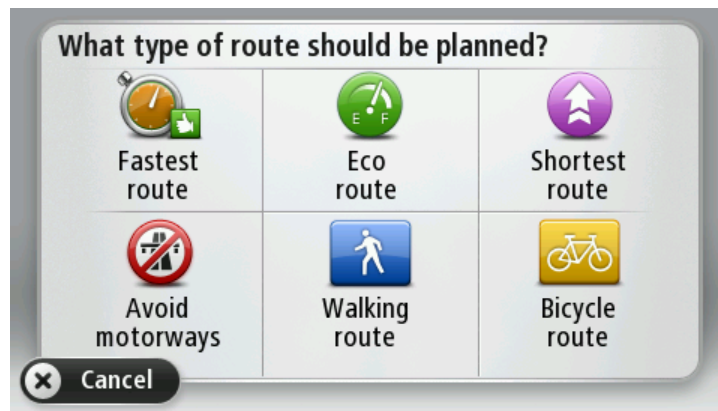 What type of route should be planned?
E F
Fastest
route
Eco
route
Shortest
route
Avoid
motorways
Walking
route
Bicycle
route
Cancel